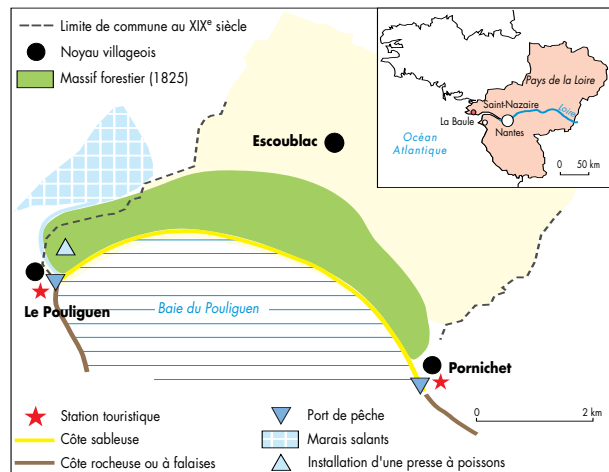 Limite de commune au XIXe siècle
Noyau villageois
Massif forestier (1825)
Pays de la Loire
Saint-Nazaire
Loire
La Baule
Nantes
Océan
Atlantique
0 50 km
Escoublac
Le Pouliguen
Baie du Pouliguen
Pornichet
Station touristique
Côte sableuse
Côte rocheuse ou à falaises
Port de pêche
Marais salants
Installation d'une presse à poissons
0 2 km